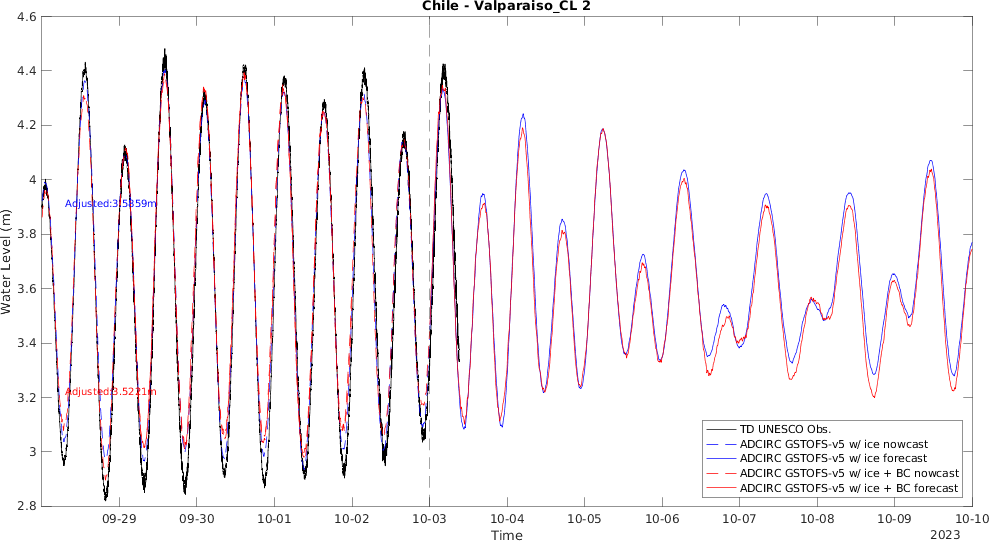 Chile - Valparaiso_CL 2
4.6
4.4
4.2
4
3.8
3.6
3.4
3.2
3
2.8
Water Level (m)
Adjusted:3.5359m
Adjusted:3.5221m
TD UNESCO Obs.
ADCIRC GSTOFS-v5 w/ ice nowcast
ADCIRC GSTOFS-v5 w/ ice forecast
ADCIRC GSTOFS-v5 w/ ice + BC nowcast
ADCIRC GSTOFS-v5 w/ ice + BC forecast
09-29 09-30 10-01 10-02 10-03 10-04 10-05 10-06 10-07 10-08 10-09 10-10
Time
2023